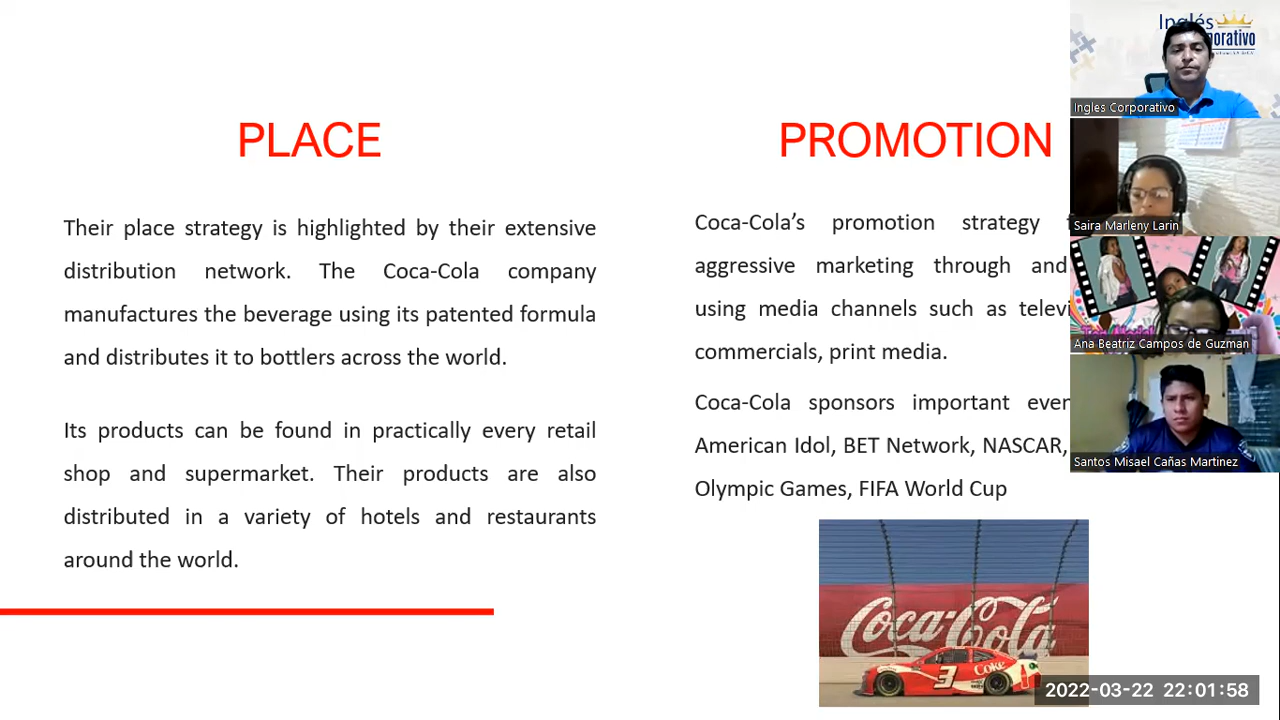 PLACE
Their place strategy is highlighted by their extensive
distribution network. The Coca-Cola company
manufactures the beverage using its patented formula
and distributes it to bottlers across the world.
Its products can be found in practically every retail
shop and supermarket. Their products are also
distributed in a variety of hotels and restaurants
around the world.
PROMOTION
Coca-Cola’s promotion strategy
aggressive marketing through and
using media channels such as televi
commercials, print media.
Coca-Cola sponsors important even
American Idol, BET Network, NASCAR,
Olympic Games, FIFA World Cup
Coca-Cola
3
Coke
Inglés
Ingles Corporativo
Saira Marleny Larin
Ana Beatriz Campos de Guzman
Santos Misael Cañas Martinez
2022-03-22 22:01:58